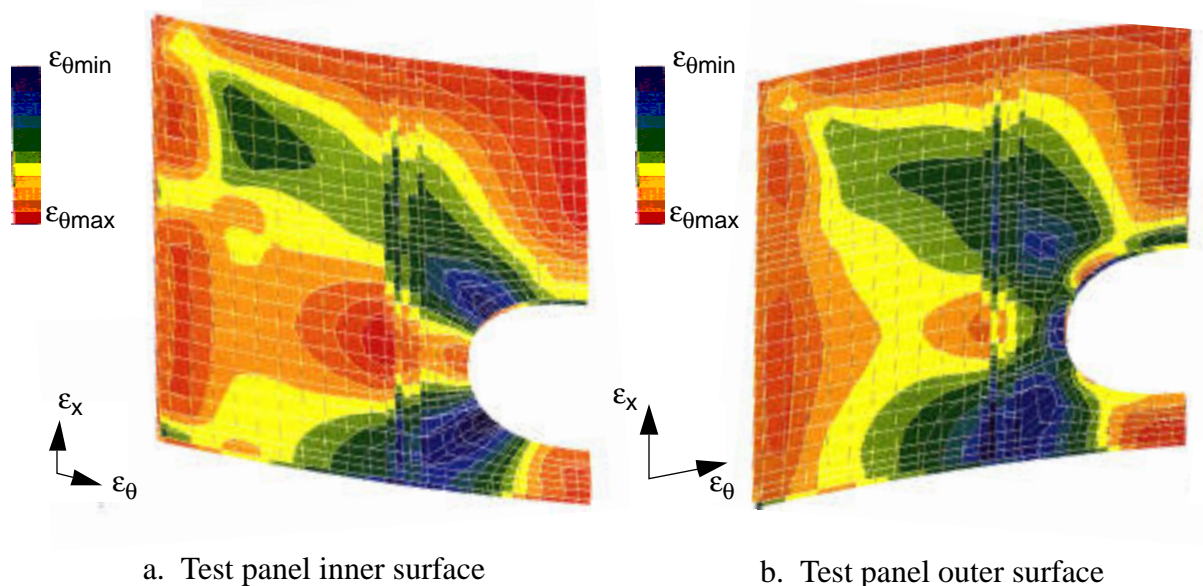 εθmin
εθmax
εx
εθ
a. Test panel inner surface
εθmin
εθmax
εx
εθ
b. Test panel outer surface